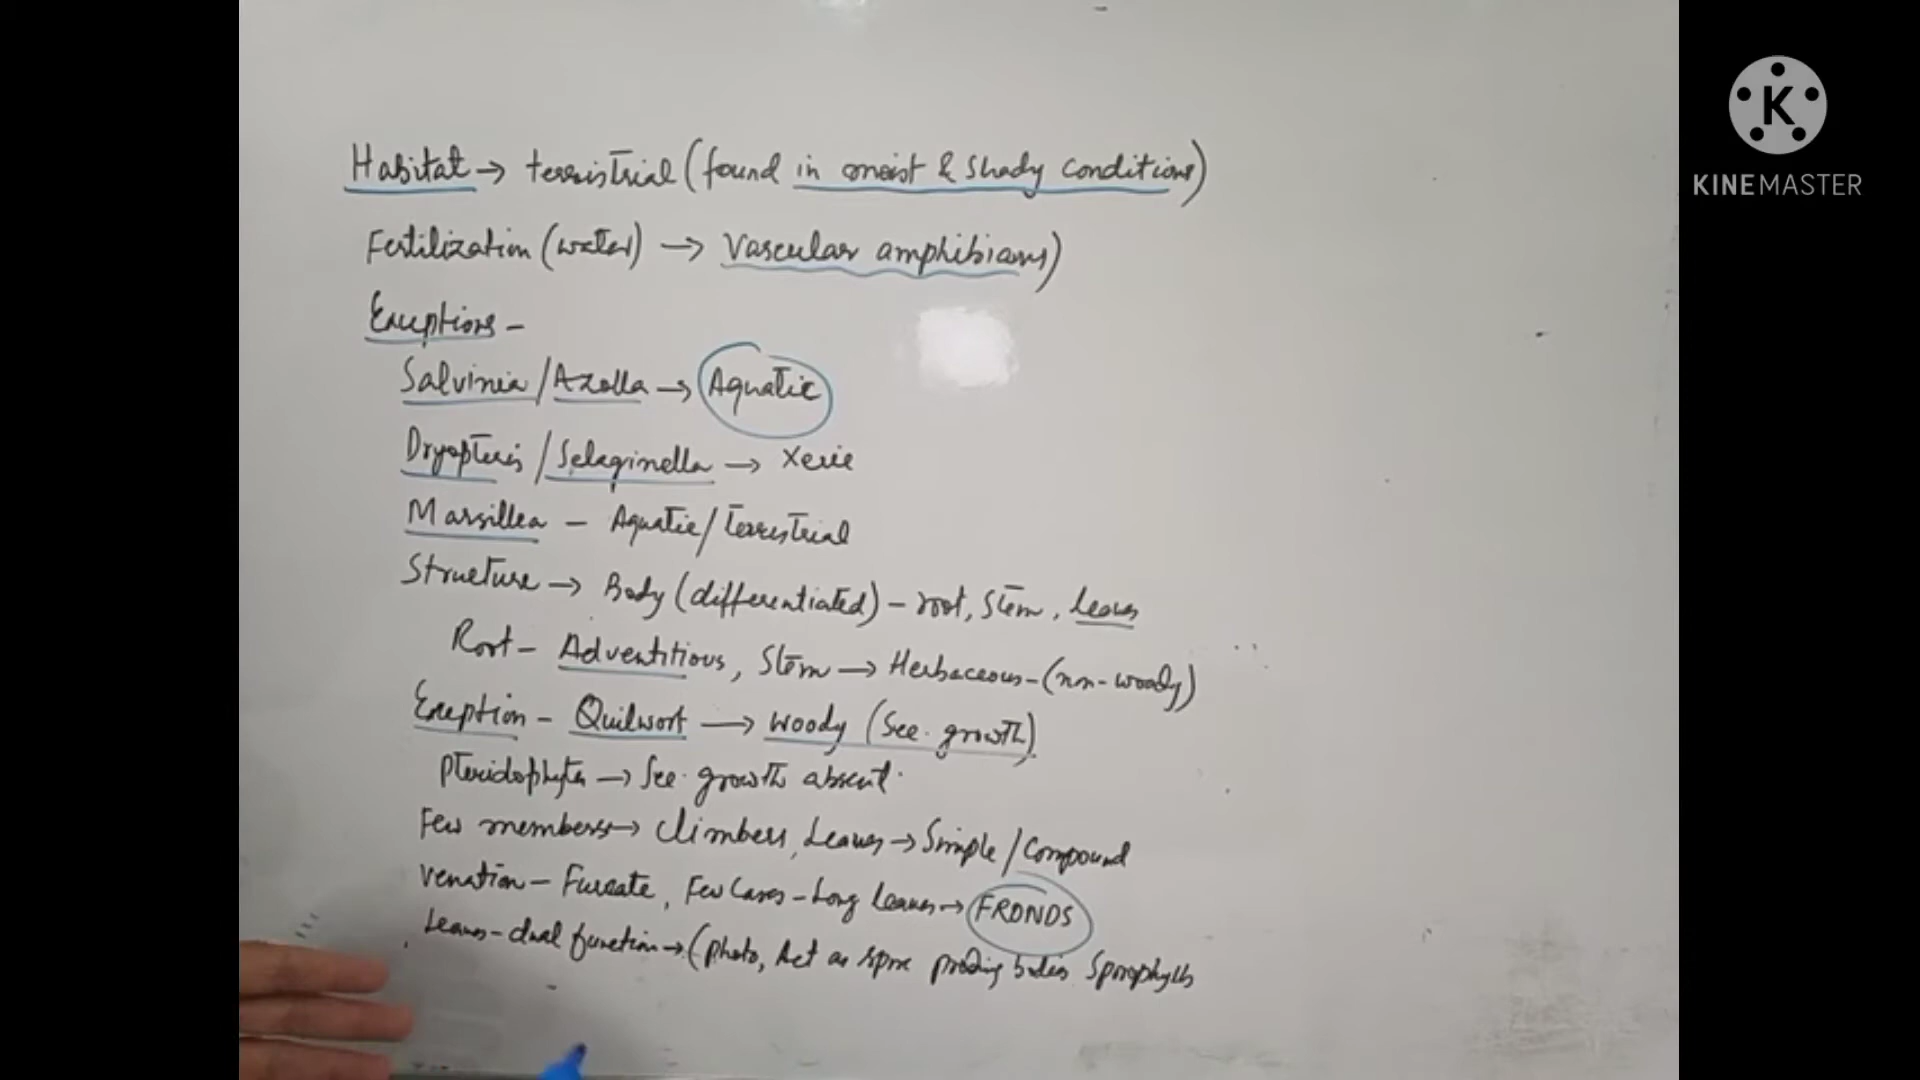 Habitat → terristrial (found in moist & Shady conditions)
Fertilization (water) → Vascular amphibians)
Exceptions -
Salvinia / Azolla → Aquatic
Dryopteris / Selaginella → Xeric
Marsillea - Aquatic / Terrestrial
Structure → Body (differentiated) - root, Stem, leaves
Root - Adventitious, Stem → Herbaceous - (non-woody)
Exception - Quilwort → woody (Sec. growth)
Pteridophyta → Sec. growth absent.
Few members → Climbers, Leaves → Simple / Compound
Venation - Furcate, Few Cases - Long leaves → FRONDS
Leaves - dual function → (photo, Act as spore producing bodies Sporophylls
K
KINEMASTER